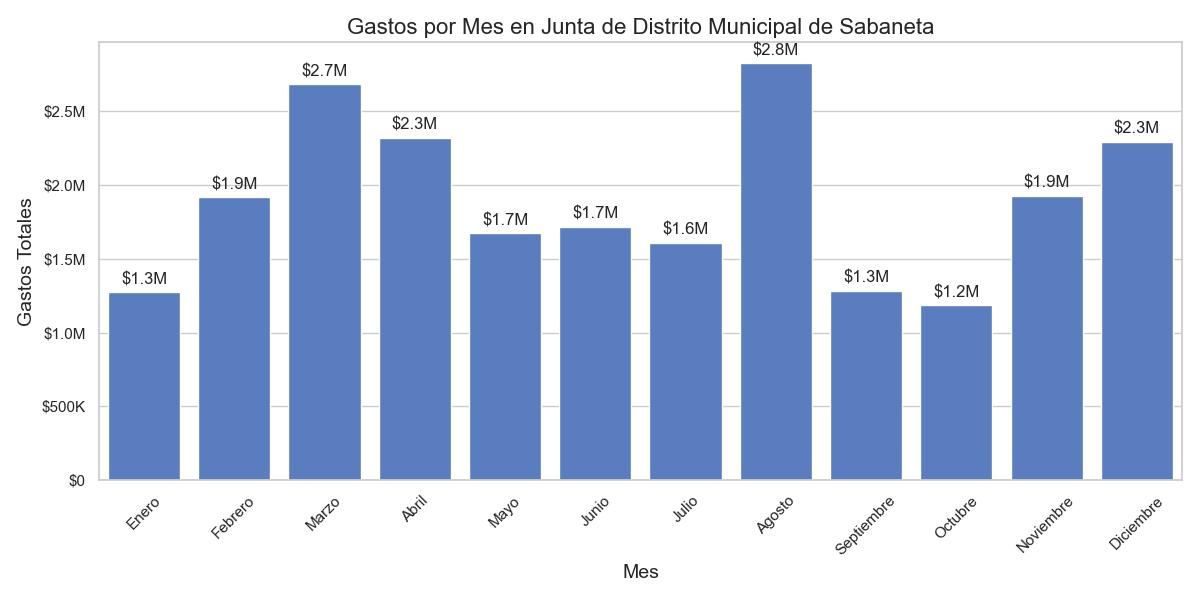 Gastos por Mes en Junta de Distrito Municipal de Sabaneta
Gastos Totales
$2.5M
$2.0M
$1.5M
$1.0M
$500K
$0
$1.3M
$1.9M
$2.7M
$2.3M
$1.7M
$1.7M
$1.6M
$2.8M
$1.3M
$1.2M
$1.9M
$2.3M
Enero
Febrero
Marzo
Abril
Mayo
Junio
Julio
Agosto
Septiembre
Octubre
Noviembre
Diciembre
Mes